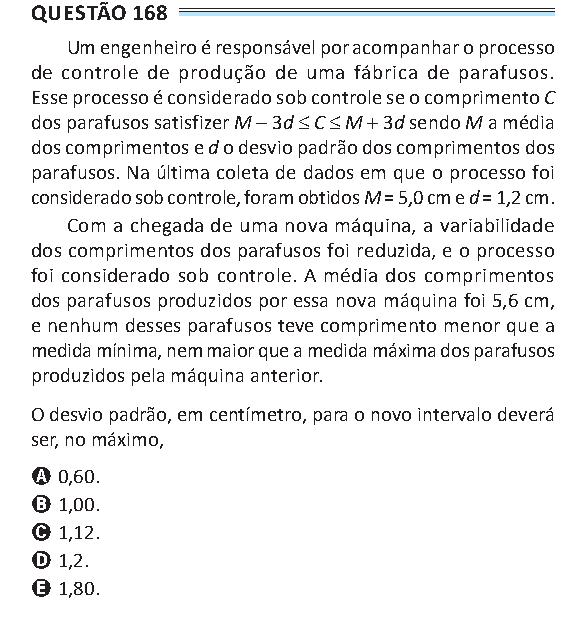 QUESTÃO 168
Um engenheiro é responsável por acompanhar o processo
de controle de produção de uma fábrica de parafusos.
Esse processo é considerado sob controle se o comprimento C
dos parafusos satisfizer M – 3d ≤ C ≤ M + 3d sendo M a média
dos comprimentos e d o desvio padrão dos comprimentos dos
parafusos. Na última coleta de dados em que o processo foi
considerado sob controle, foram obtidos M = 5,0 cm e d = 1,2 cm.
Com a chegada de uma nova máquina, a variabilidade
dos comprimentos dos parafusos foi reduzida, e o processo
foi considerado sob controle. A média dos comprimentos
dos parafusos produzidos por essa nova máquina foi 5,6 cm,
e nenhum desses parafusos teve comprimento menor que a
medida mínima, nem maior que a medida máxima dos parafusos
produzidos pela máquina anterior.
O desvio padrão, em centímetro, para o novo intervalo deverá
ser, no máximo,
A 0,60.
B 1,00.
C 1,12.
D 1,2.
E 1,80.